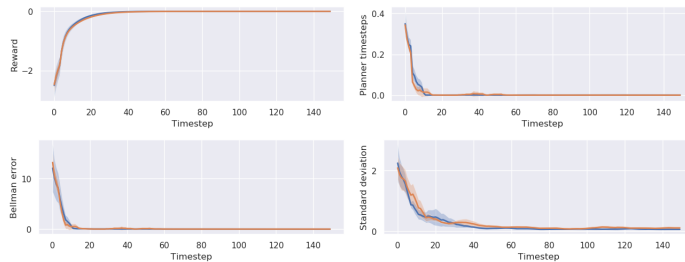 0
−2
Reward
0 20 40 60 80 100 120 140
Timestep
0.4
0.2
0.0
Planner timesteps
0 20 40 60 80 100 120 140
Timestep
10
0
Bellman error
0 20 40 60 80 100 120 140
Timestep
2
0
Standard deviation
0 20 40 60 80 100 120 140
Timestep